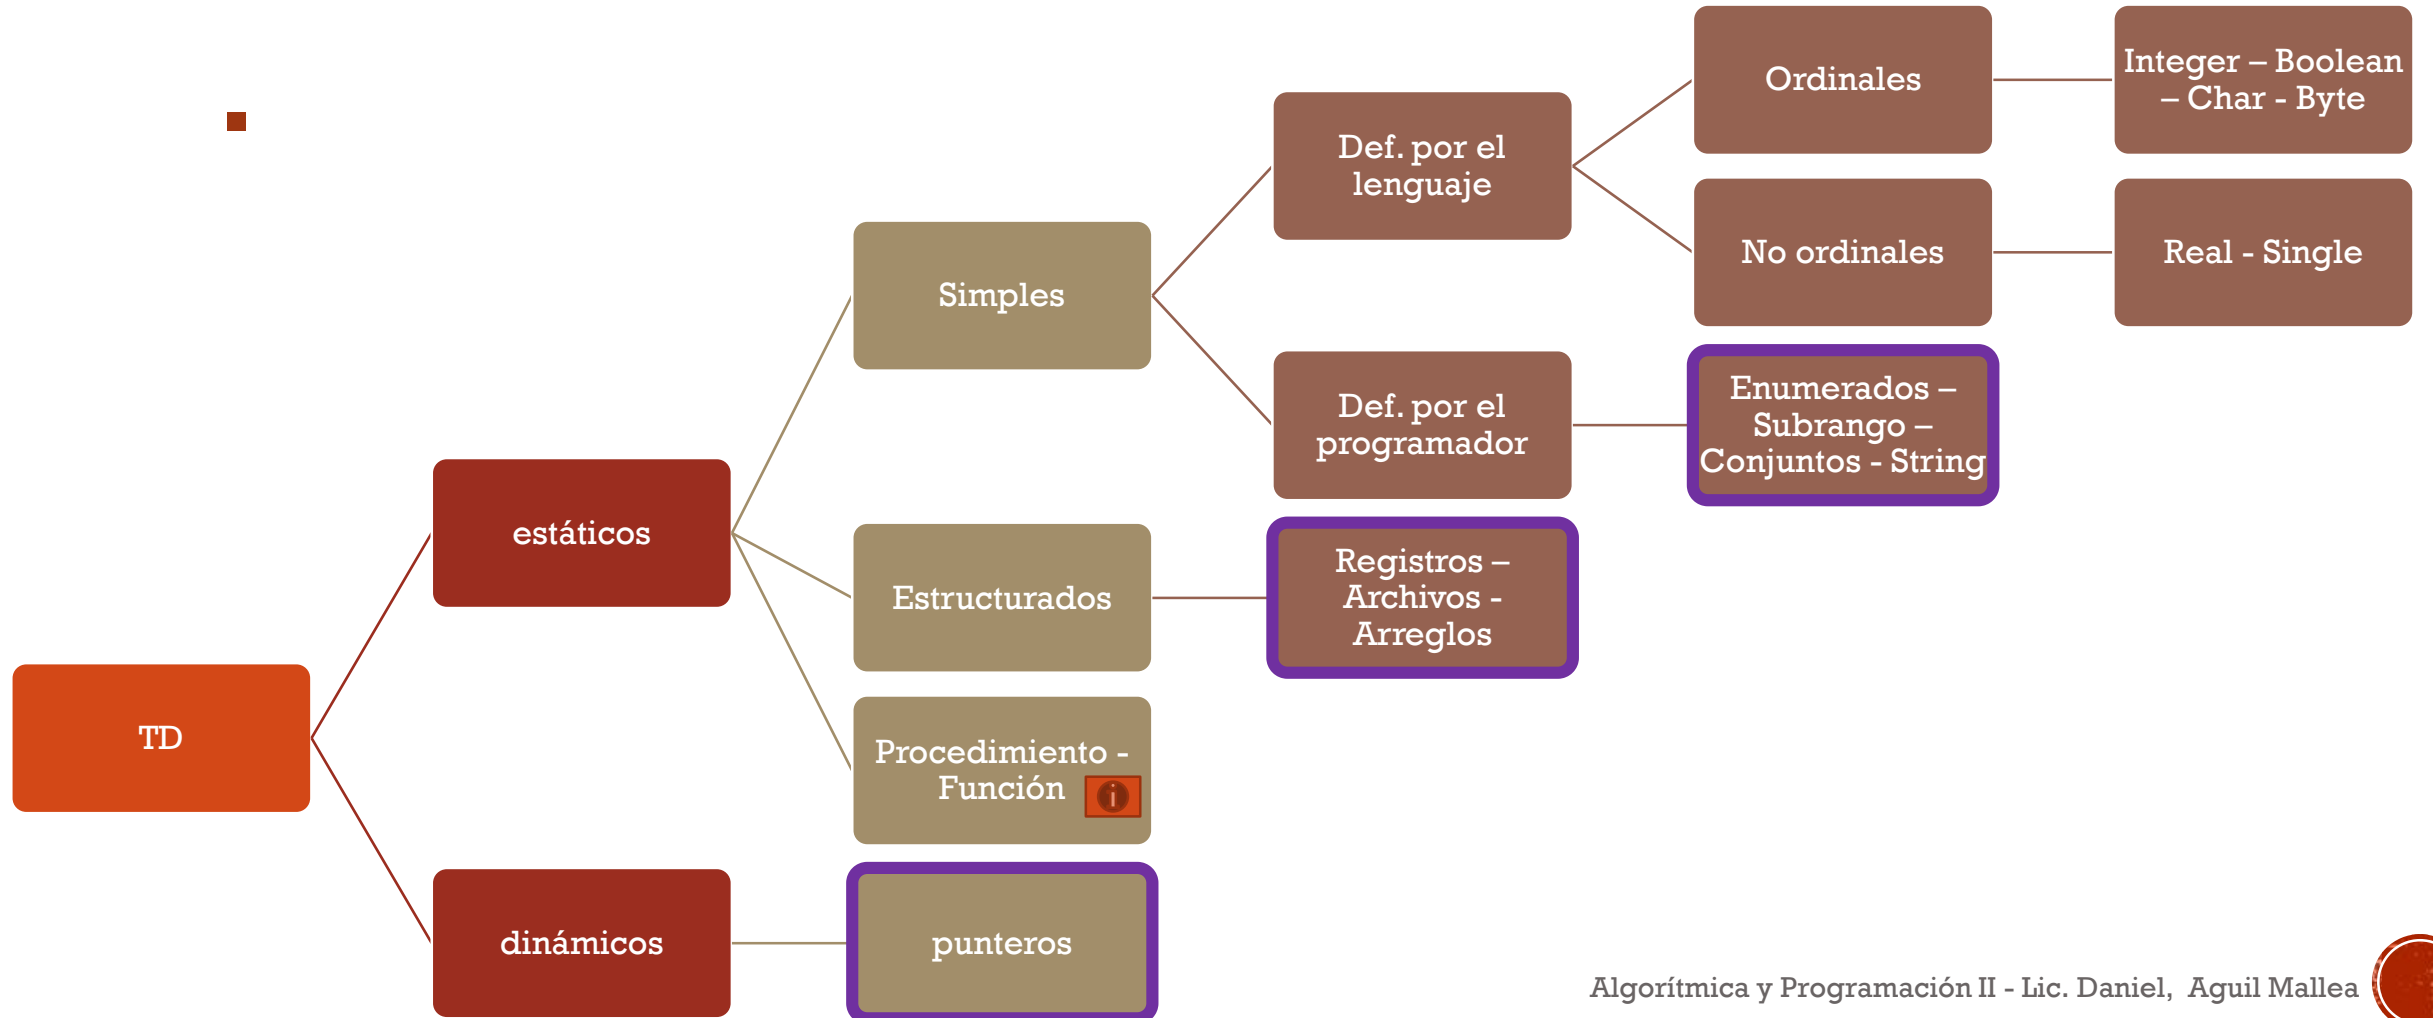 TD
estáticos
dinámicos
Simples
Estructurados
Procedimiento -
Función
i
punteros
Def. por el
lenguaje
Def. por el
programador
Registros –
Archivos -
Arreglos
Ordinales
No ordinales
Enumerados –
Subrango –
Conjuntos - String
Integer – Boolean
– Char - Byte
Real - Single
Algorítmica y Programación II - Lic. Daniel, Aguil Mallea